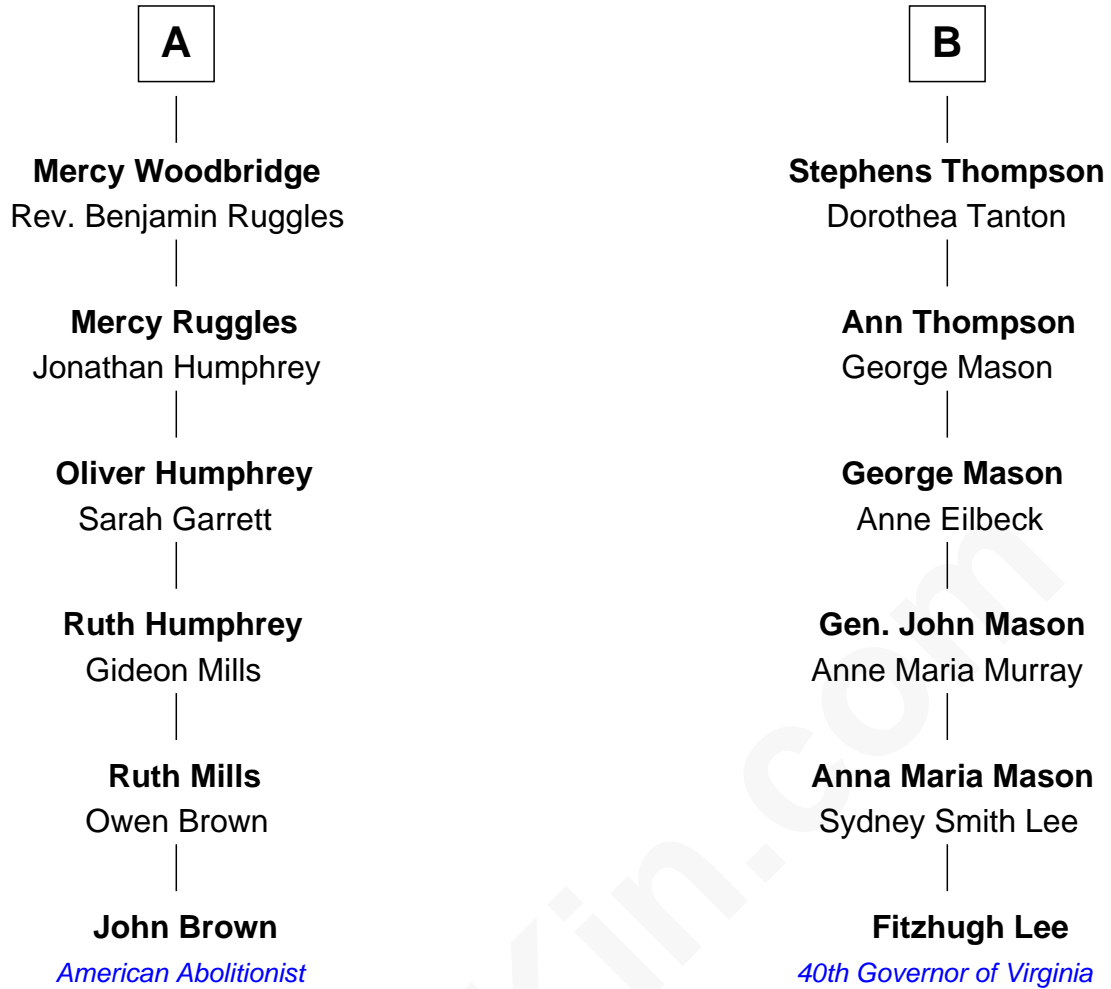 A
B
Mercy Woodbridge
Rev. Benjamin Ruggles
Stephens Thompson
Dorothea Tanton
Mercy Ruggles
Jonathan Humphrey
Ann Thompson
George Mason
Oliver Humphrey
Sarah Garrett
George Mason
Anne Eilbeck
Ruth Humphrey
Gideon Mills
Gen. John Mason
Anne Maria Murray
Ruth Mills
Owen Brown
Anna Maria Mason
Sydney Smith Lee
John Brown
American Abolitionist
Fitzhugh Lee
40th Governor of Virginia
Kin.com